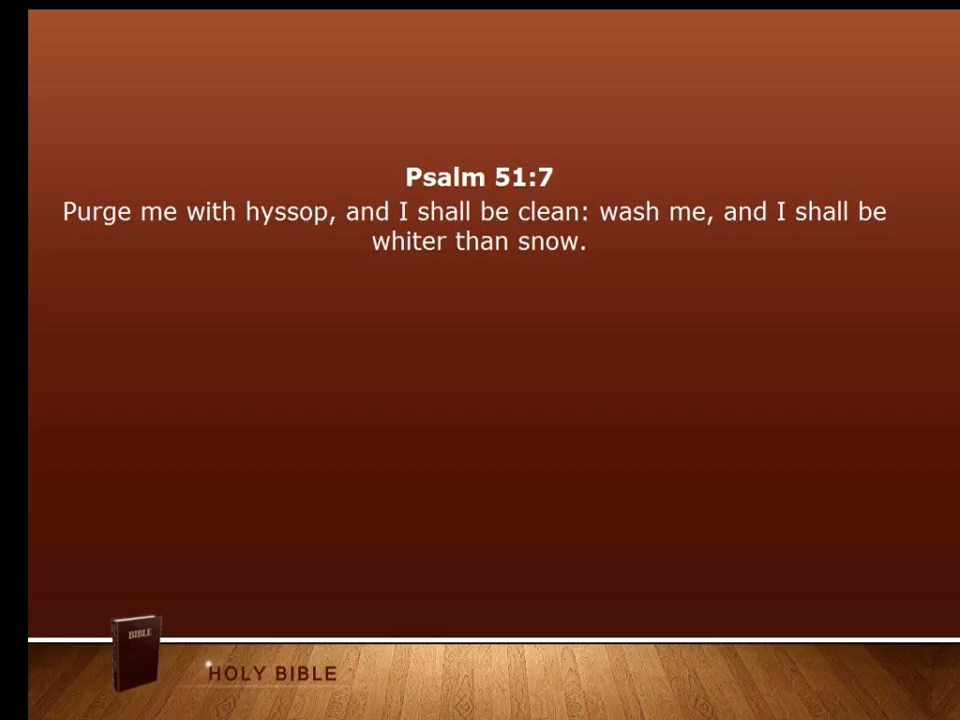 Psalm 51:7
Purge me with hyssop, and I shall be clean: wash me, and I shall be
whiter than snow.
BIBLE
HOLY BIBLE